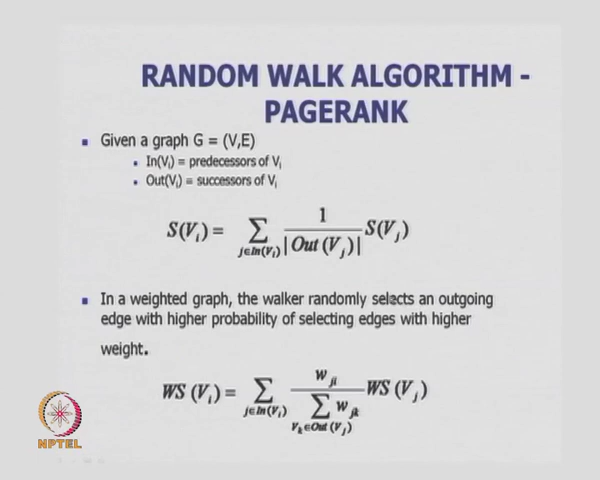 RANDOM WALK ALGORITHM -
PAGERANK
Given a graph G = (V,E)
In(Vi) = predecessors of Vi
Out(Vi) = successors of Vi
S(Vi) = ∑ j∈In(Vi) 1 / |Out(Vj)| S(Vj)
In a weighted graph, the walker randomly selects an outgoing
edge with higher probability of selecting edges with higher
weight.
WS (Vi) = ∑ j∈In(Vi) wji / ∑ Vk∈Out(Vj) wjk WS (Vj)
NPTEL